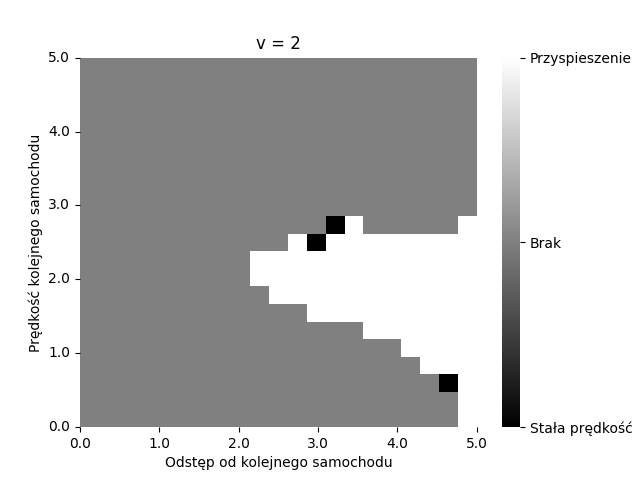 v = 2
Przyspieszenie
5.0
4.0
Prędkość kolejnego samochodu
3.0
Brak
2.0
1.0
0.0
Stała prędkość
0.0 1.0 2.0 3.0 4.0 5.0
Odstęp od kolejnego samochodu